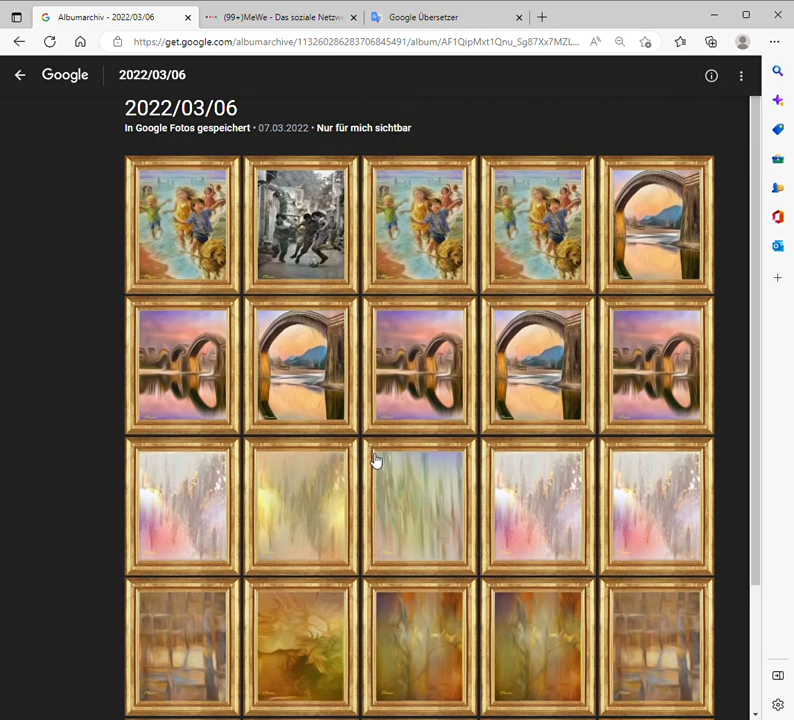 Albumarchiv - 2022/03/06
(99+)MeWe - Das soziale Netzwe
Google Übersetzer
https://get.google.com/albumarchive/113260286283706845491/album/AF1QipMxt1Qnu_Sg87Xx7MZL...
Google
2022/03/06
2022/03/06
In Google Fotos gespeichert • 07.03.2022 • Nur für mich sichtbar